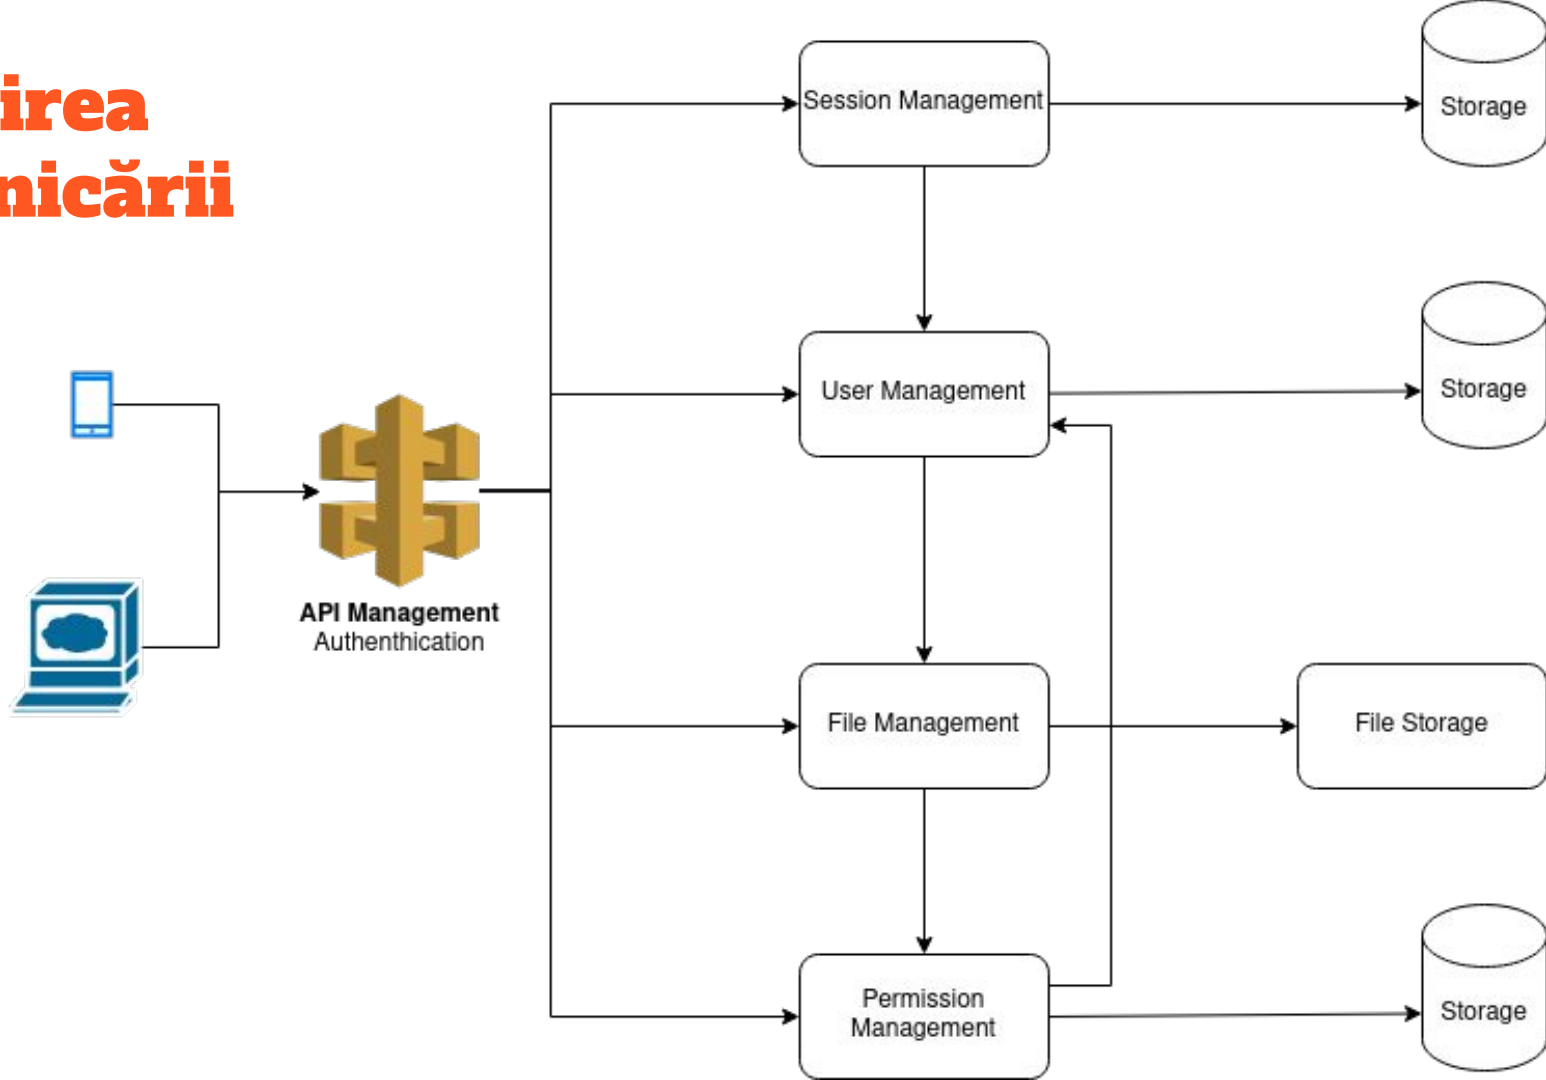 irea
nicării
Session Management
Storage
User Management
Storage
API Management
Authenthication
File Management
File Storage
Permission
Management
Storage